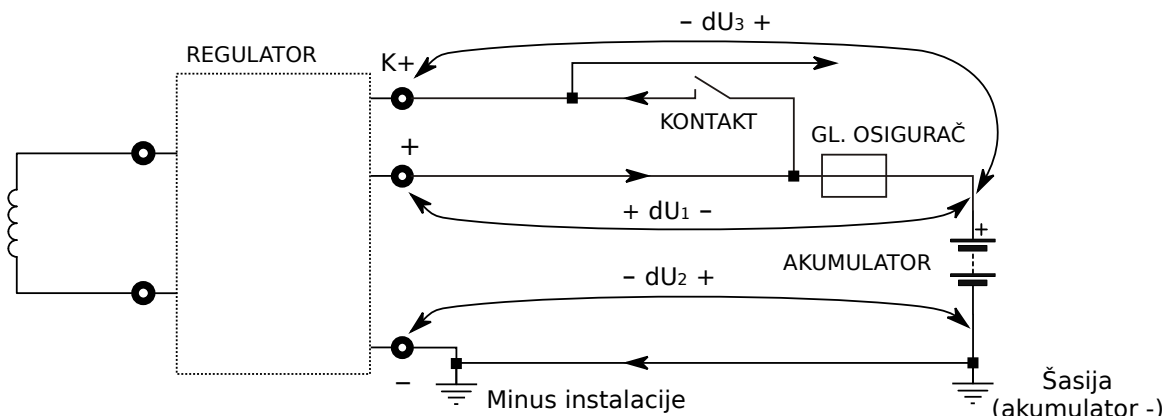 – dU3 +
REGULATOR
K+
KONTAKT
GL. OSIGURAČ
+
+ dU1 –
+
AKUMULATOR
– dU2 +
–
Minus instalacije
Šasija
(akumulator -)